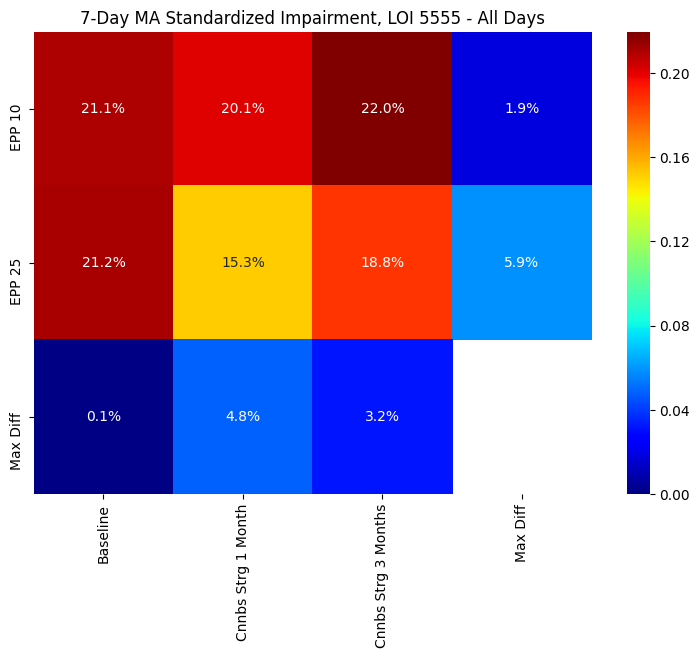 7-Day MA Standardized Impairment, LOI 5555 - All Days
EPP 10
21.1%
20.1%
22.0%
1.9%
EPP 25
21.2%
15.3%
18.8%
5.9%
Max Diff
0.1%
4.8%
3.2%
Baseline
Cnnbs Strg 1 Month
Cnnbs Strg 3 Months
Max Diff
0.20
0.16
0.12
0.08
0.04
0.00